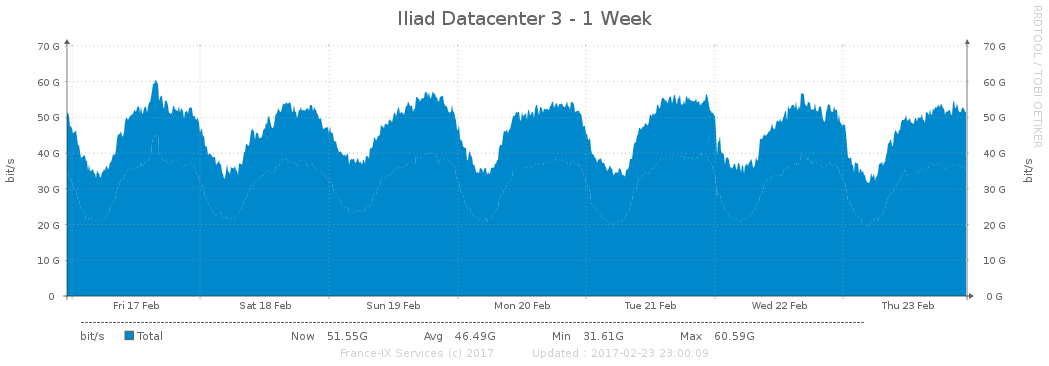 Iliad Datacenter 3 - 1 Week
RRDTOOL / TOBI OETIKER
70 G 70 G
60 G 60 G
50 G 50 G
40 G 40 G
30 G 30 G
20 G 20 G
10 G 10 G
0 0 G
bit/s bit/s
Fri 17 Feb Sat 18 Feb Sun 19 Feb Mon 20 Feb Tue 21 Feb Wed 22 Feb Thu 23 Feb
bit/s Total Now 51.55G Avg 46.49G Min 31.61G Max 60.59G
France-IX Services (c) 2017 Updated : 2017-02-23 23:00:09